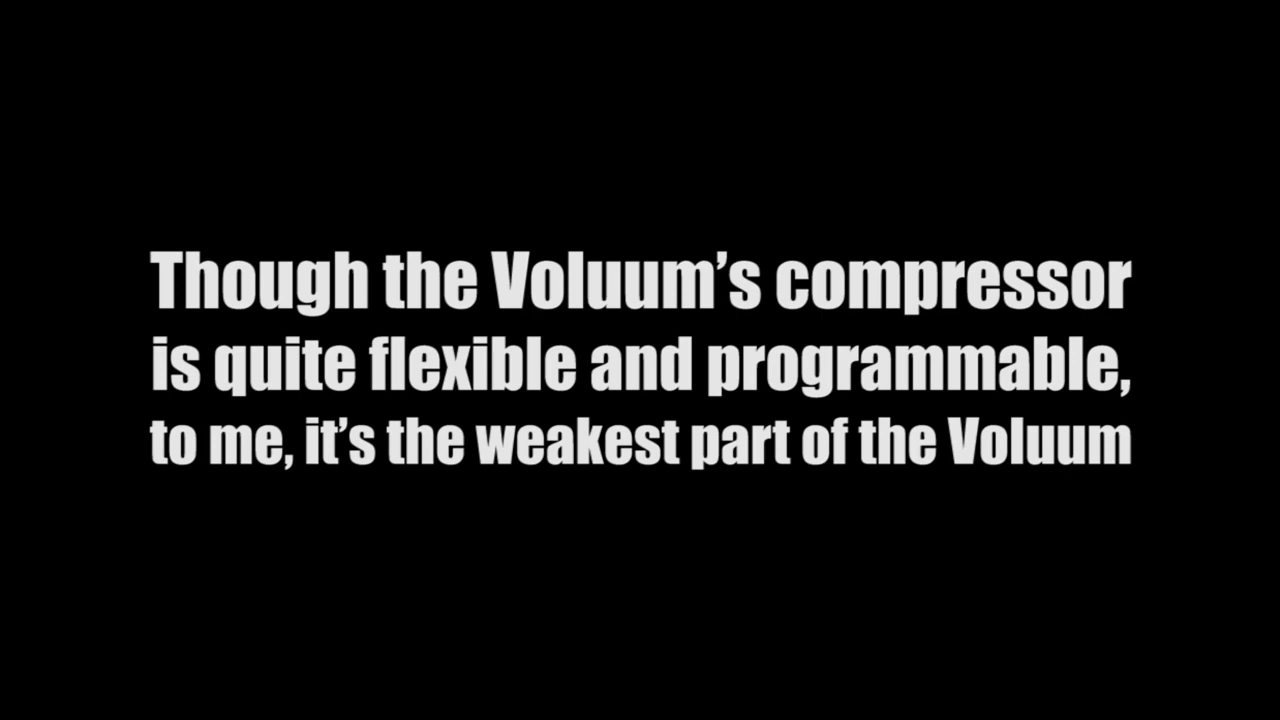 Though the Voluum’s compressor
is quite flexible and programmable,
to me, it’s the weakest part of the Voluum